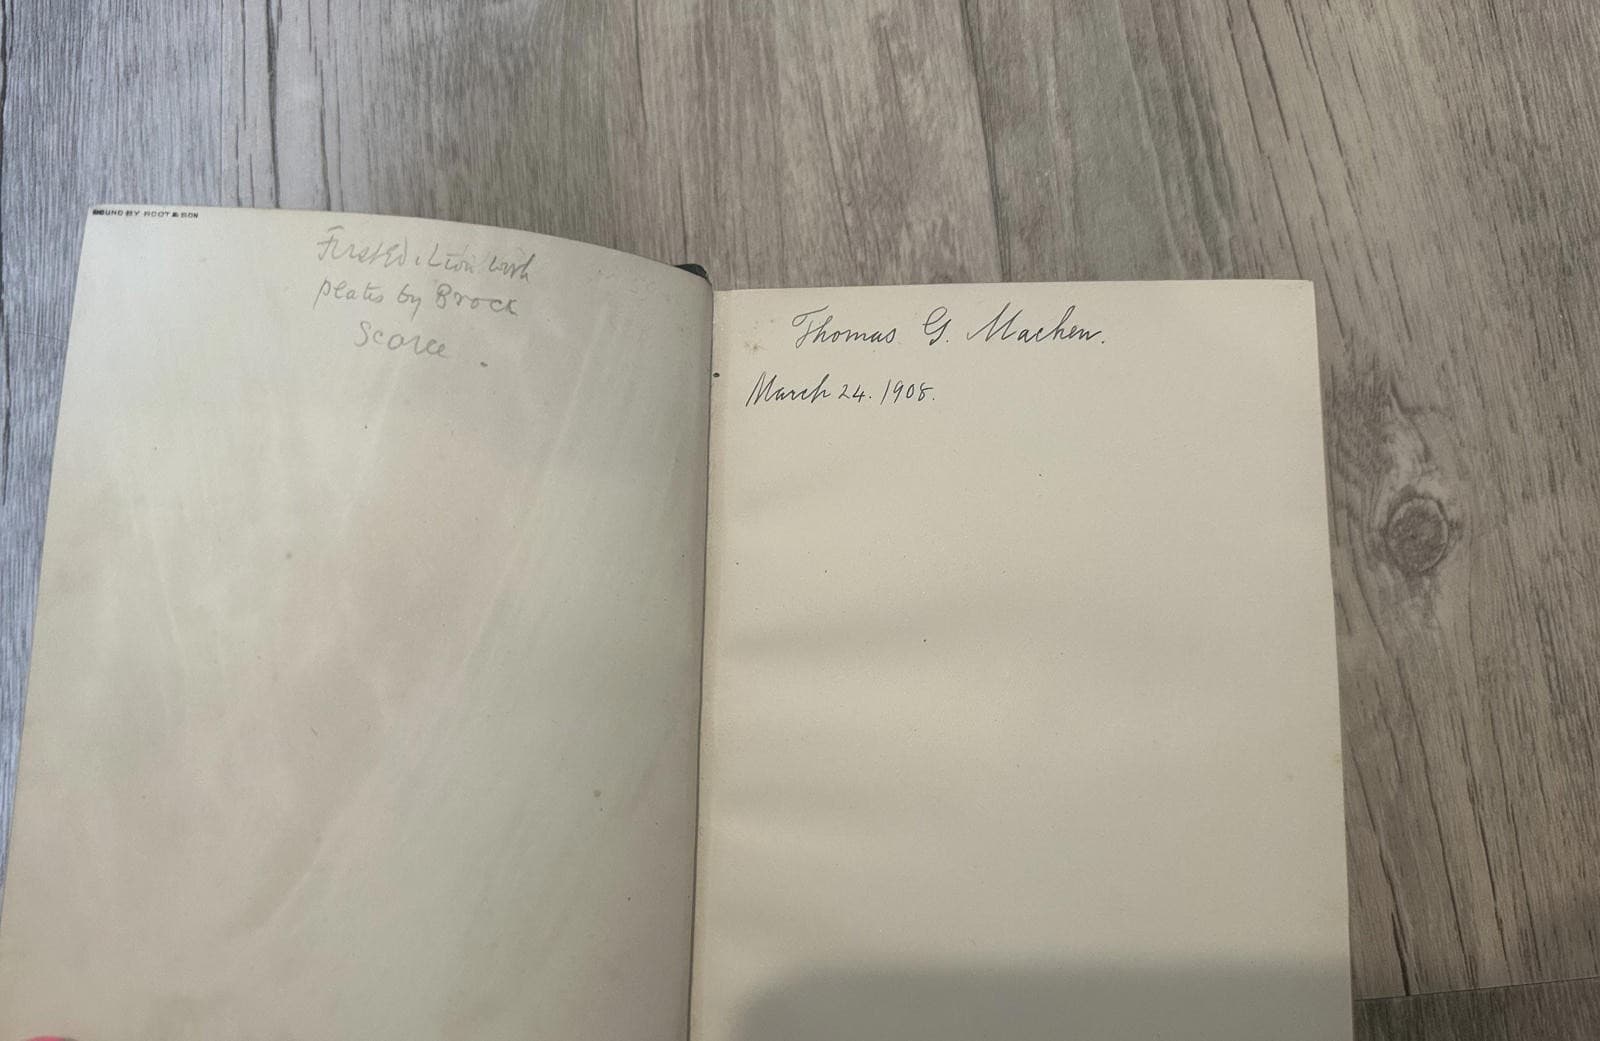 BOUND BY ROOT & SON
First Edition with
plates by Brock
Scarce.
Thomas G. Machen.
March 24. 1908.